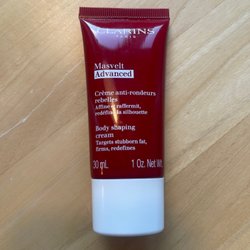 CLARINS
PARIS
Masvelt
Advanced
Crème anti-rondeurs
rebelles
Affine et raffermit,
redéfinit la silhouette
Body shaping
cream
Targets stubborn fat,
firms, redefines
30 mL 1 Oz. Net Wt.